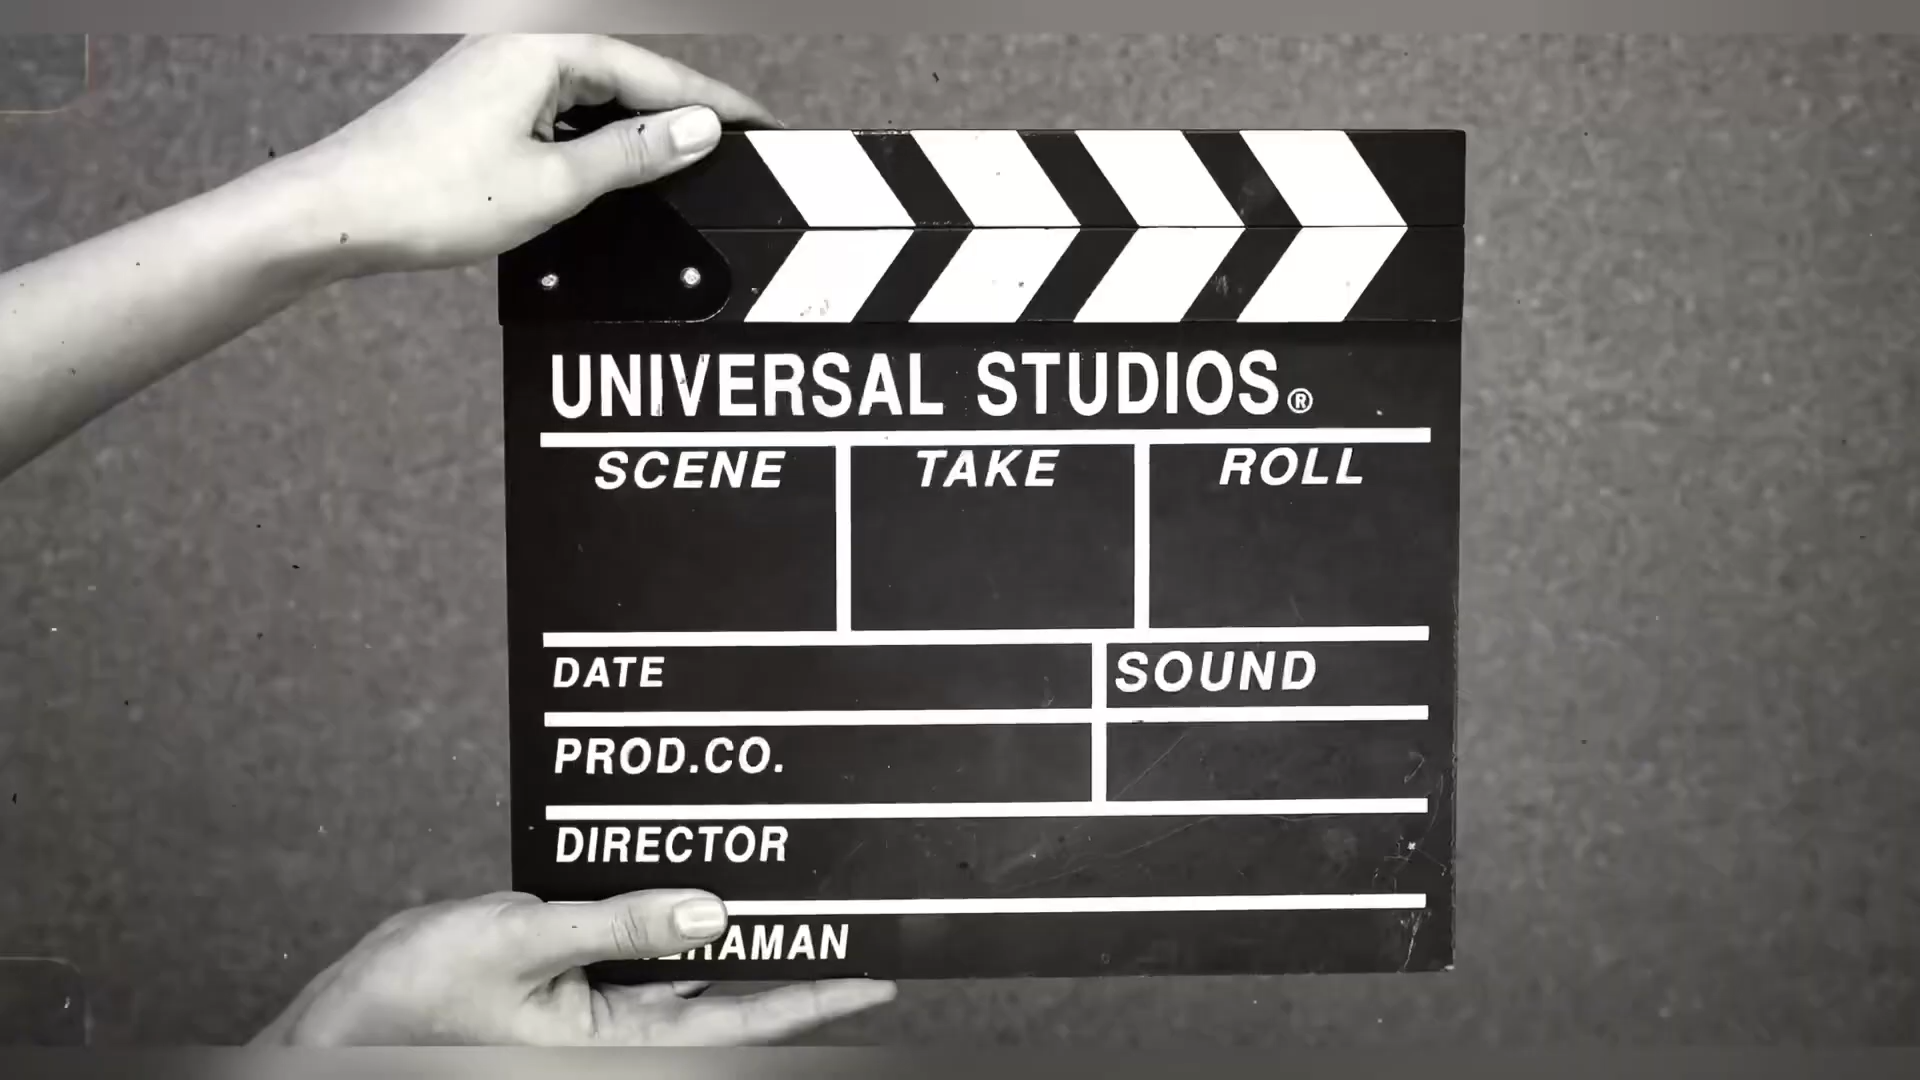 UNIVERSAL STUDIOS®
SCENE TAKE ROLL
DATE SOUND
PROD.CO.
DIRECTOR